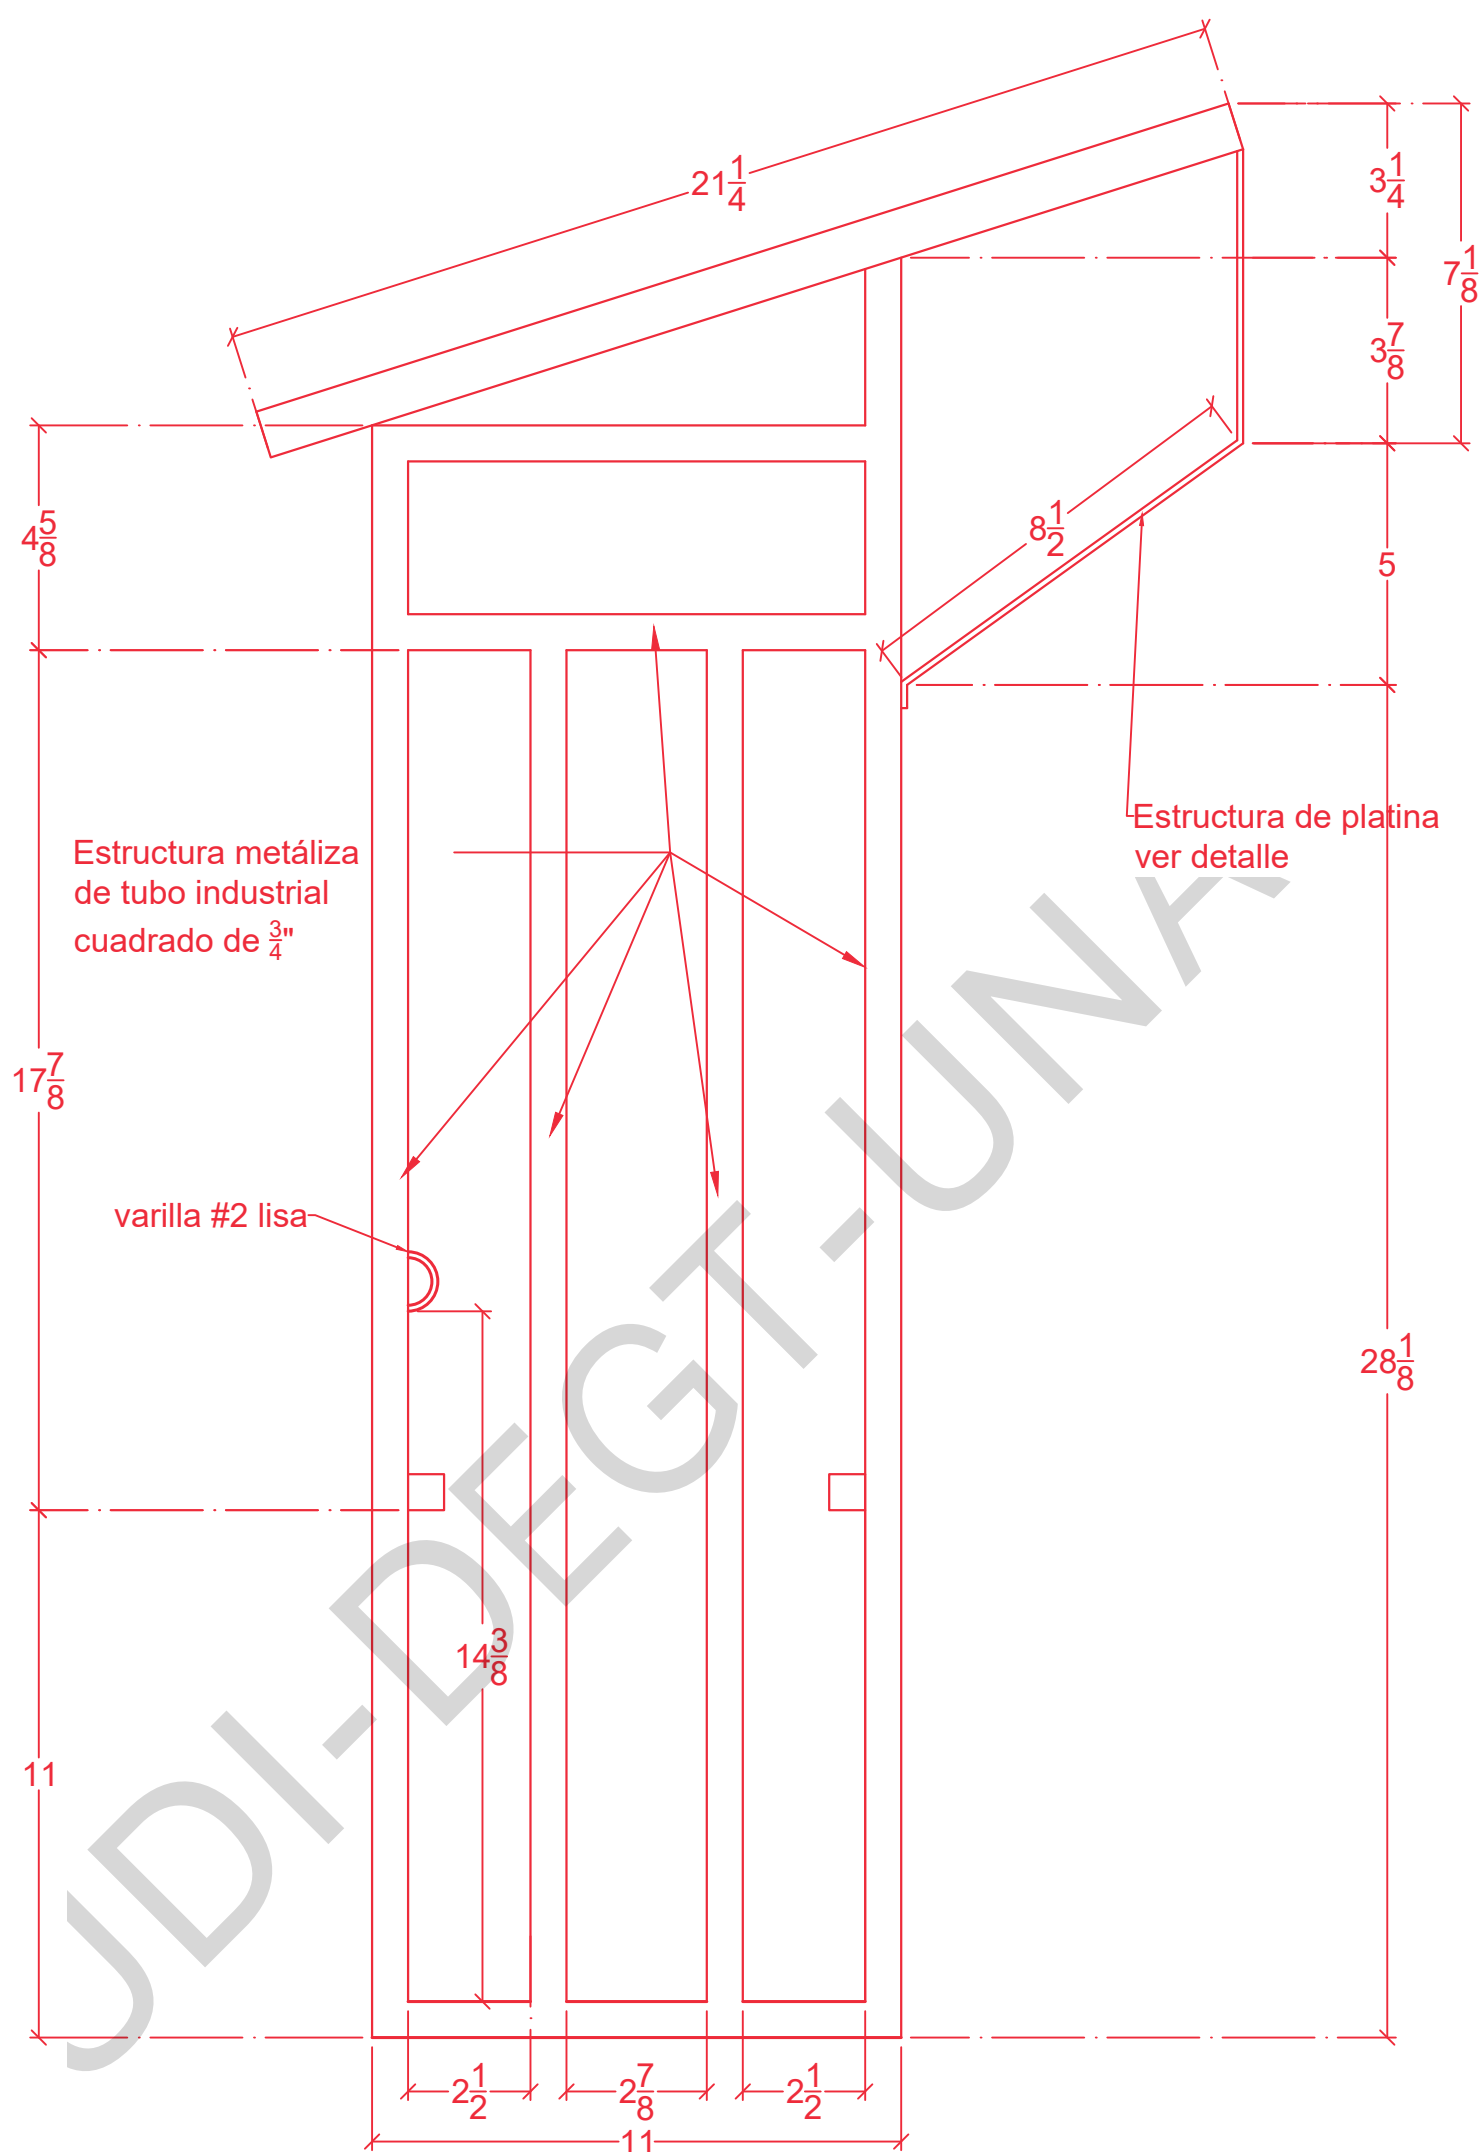 21 1/4
3 1/4
7 1/8
3 7/8
4 5/8
8 1/2
5
Estructura de platina
ver detalle
Estructura metáliza
de tubo industrial
cuadrado de 3/4"
17 7/8
varilla #2 lisa
28 1/8
14 3/8
11
2 1/2
2 7/8
2 1/2
11
UDI-DEGT-UNA